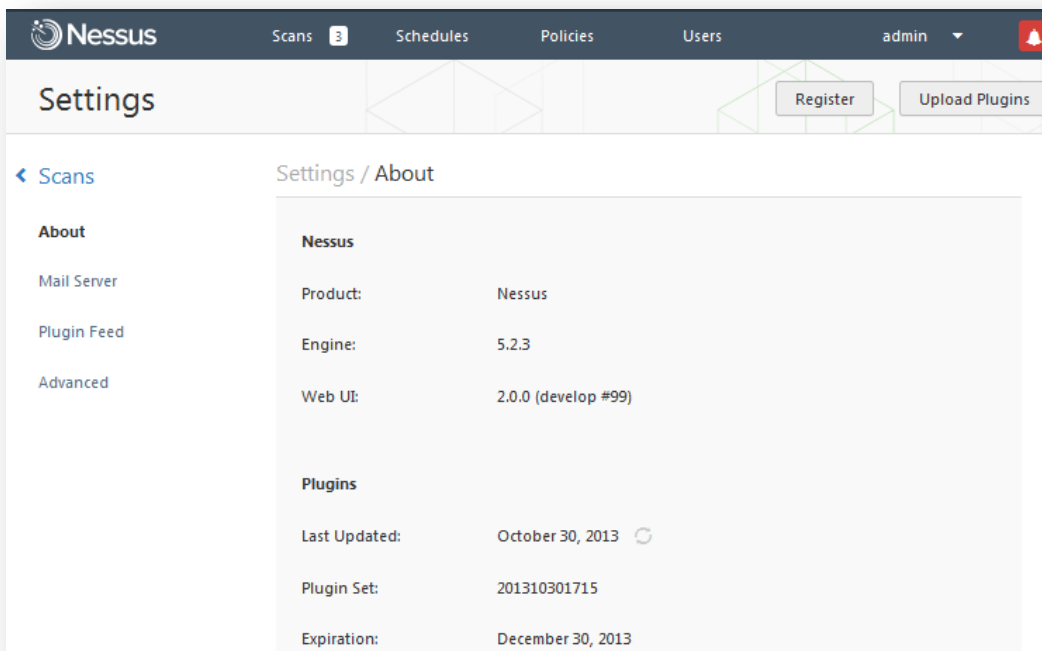 Nessus Scans 3 Schedules Policies Users admin
Settings Register Upload Plugins
Scans
Settings / About
About
Nessus
Mail Server
Product: Nessus
Plugin Feed
Engine: 5.2.3
Advanced
Web UI: 2.0.0 (develop #99)
Plugins
Last Updated: October 30, 2013
Plugin Set: 201310301715
Expiration: December 30, 2013